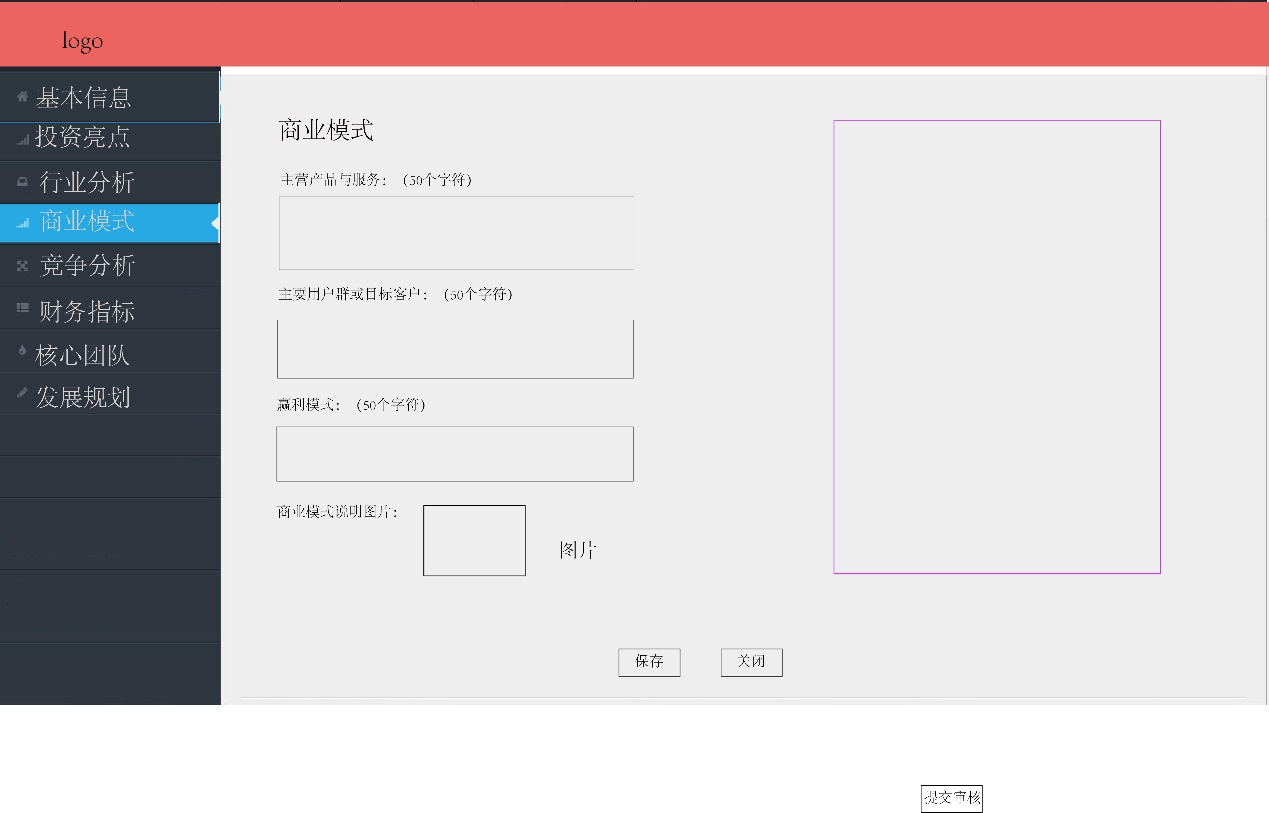 logo
基本信息
投资亮点
行业分析
商业模式
竞争分析
财务指标
核心团队
发展规划
商业模式
主营产品与服务：（50个字符）
主要用户群或目标客户：（50个字符）
赢利模式：（50个字符）
商业模式说明图片：
图片
保存
关闭
提交审核